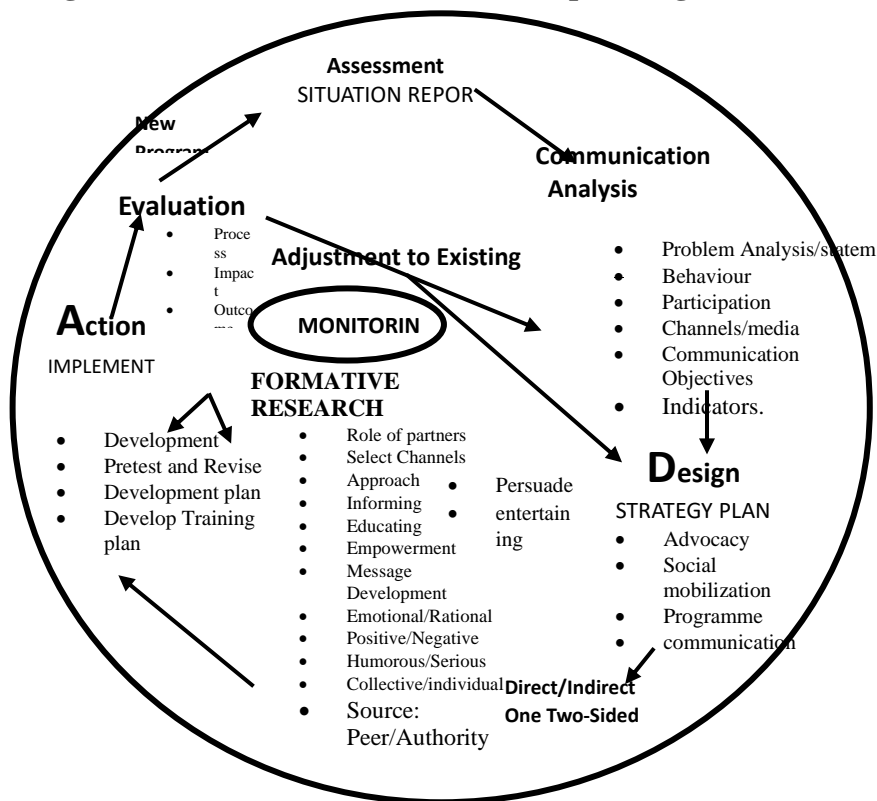 Assessment
SITUATION REPOR
New
Program
Communication
Analysis
Evaluation
• Proce
ss
• Impac
t
• Outco
Adjustment to Existing
• Problem Analysis/statem
• Behaviour
• Participation
• Channels/media
• Communication
Objectives
• Indicators.
Action
IMPLEMENT
MONITORIN
FORMATIVE
RESEARCH
• Development
• Pretest and Revise
• Development plan
• Develop Training
plan
• Role of partners
• Select Channels
• Approach
• Informing
• Educating
• Empowerment
• Message
Development
• Emotional/Rational
• Positive/Negative
• Humorous/Serious
• Collective/individual
• Source:
Peer/Authority
• Persuade
• entertain
ing
Design
STRATEGY PLAN
• Advocacy
• Social
mobilization
• Programme
• communication
Direct/Indirect
One Two-Sided